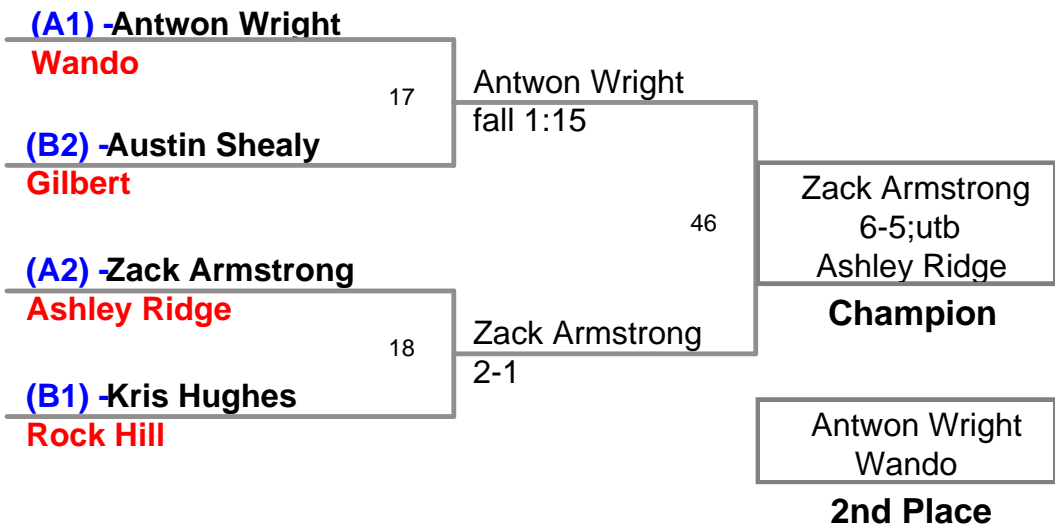 (A1) -Antwon Wright
Wando
17
Antwon Wright
fall 1:15
(B2) -Austin Shealy
Gilbert
46
Zack Armstrong
6-5;utb
Ashley Ridge
Champion
(A2) -Zack Armstrong
Ashley Ridge
18
Zack Armstrong
2-1
(B1) -Kris Hughes
Rock Hill
Antwon Wright
Wando
2nd Place